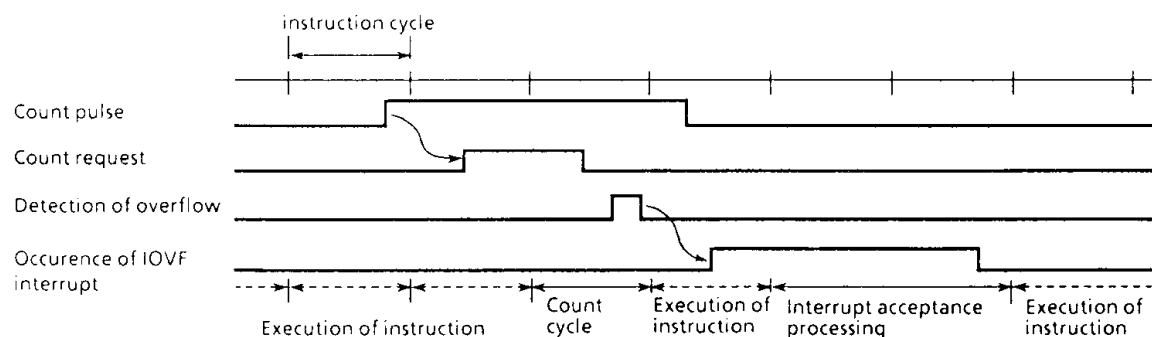 instruction cycle
Count pulse
Count request
Detection of overflow
Occurence of IOVF
interrupt
Execution of instruction
Count
cycle
Execution of
instruction
Interrupt acceptance
processing
Execution of
instruction